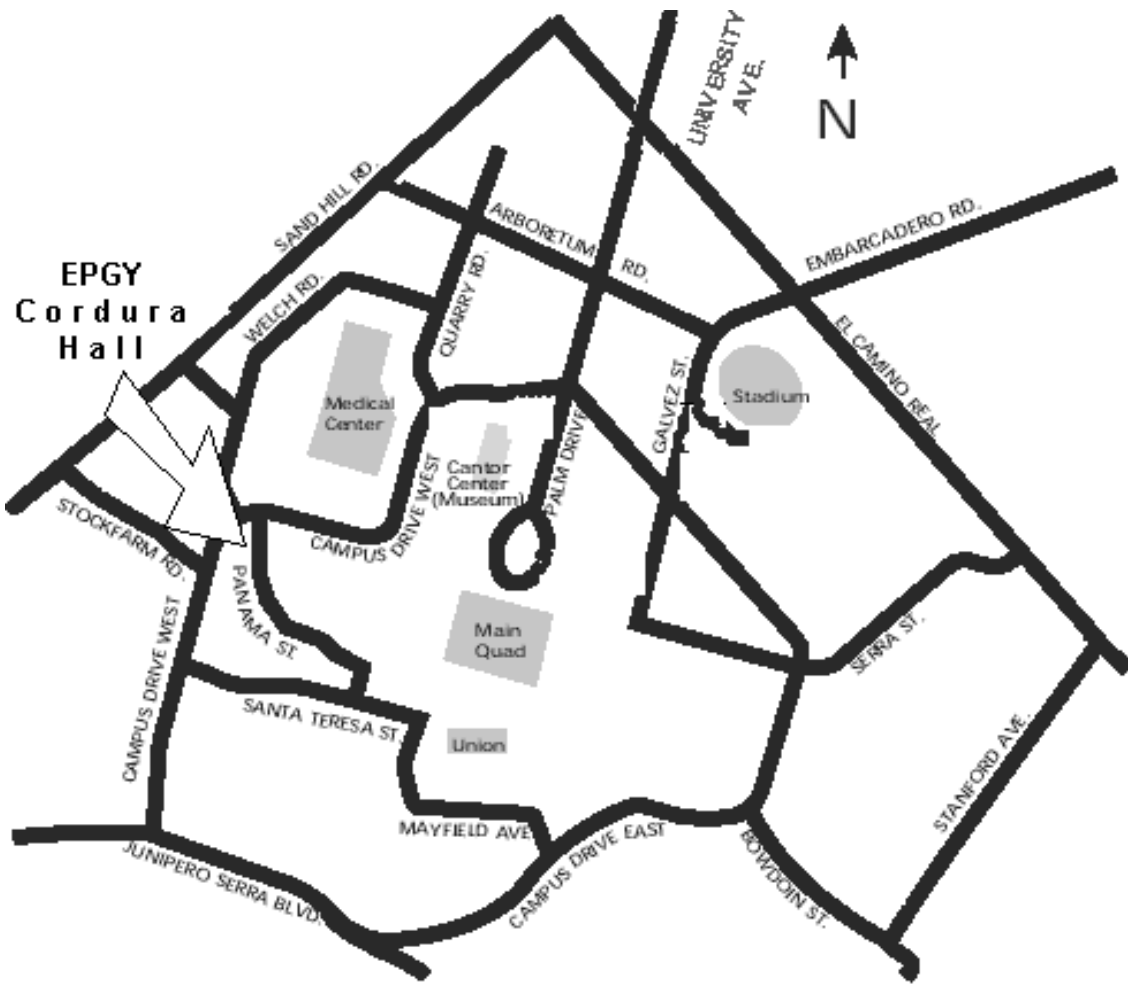 UNIVERSITY
AVE.
N
SAND HILL RD.
ARBORETUM RD.
EMBARCADERO RD.
EPGY
Cordura
Hall
WELCH RD.
QUARRY RD.
EL CAMINO REAL
GALVEZ ST.
Stadium
Medical
Center
PALM DRIVE
Cantor
Center
(Museum)
CAMPUS DRIVE WEST
STOCKFARM RD.
PANAMA ST.
CAMPUS DRIVE WEST
Main
Quad
SERRA ST.
SANTA TERESA ST.
Union
STANFORD AVE.
MAYFIELD AVE.
CAMPUS DRIVE EAST
BOWDOIN ST.
JUNIPERO SERRA BLVD.